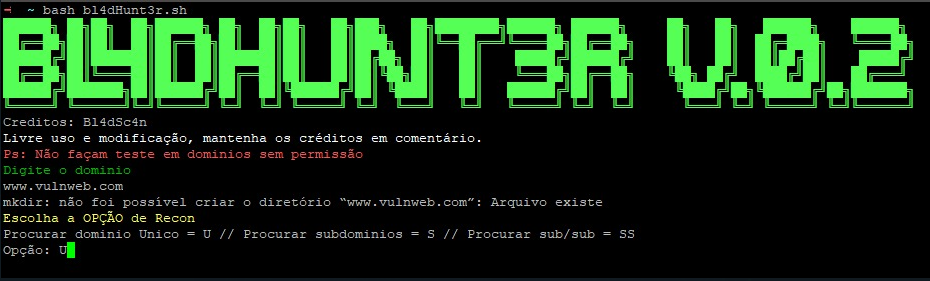 ~ bash bl4dHunt3r.sh
BL4DHUNT3R V.0.2
Creditos: Bl4dSc4n
Livre uso e modificação, mantenha os créditos em comentário.
Ps: Não façam teste em dominios sem permissão
Digite o dominio
www.vulnweb.com
mkdir: não foi possível criar o diretório “www.vulnweb.com”: Arquivo existe
Escolha a OPÇÃO de Recon
Procurar dominio Unico = U // Procurar subdominios = S // Procurar sub/sub = SS
Opção: U